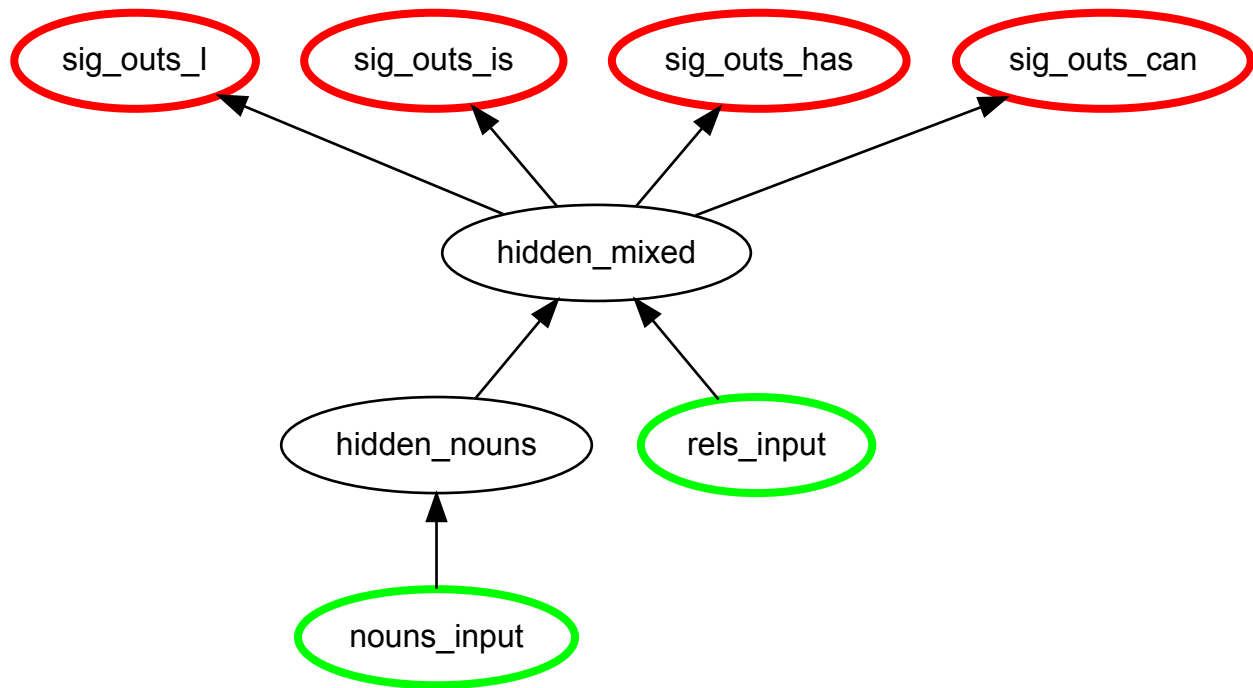 sig_outs_I
sig_outs_is
sig_outs_has
sig_outs_can
hidden_mixed
hidden_nouns
rels_input
nouns_input